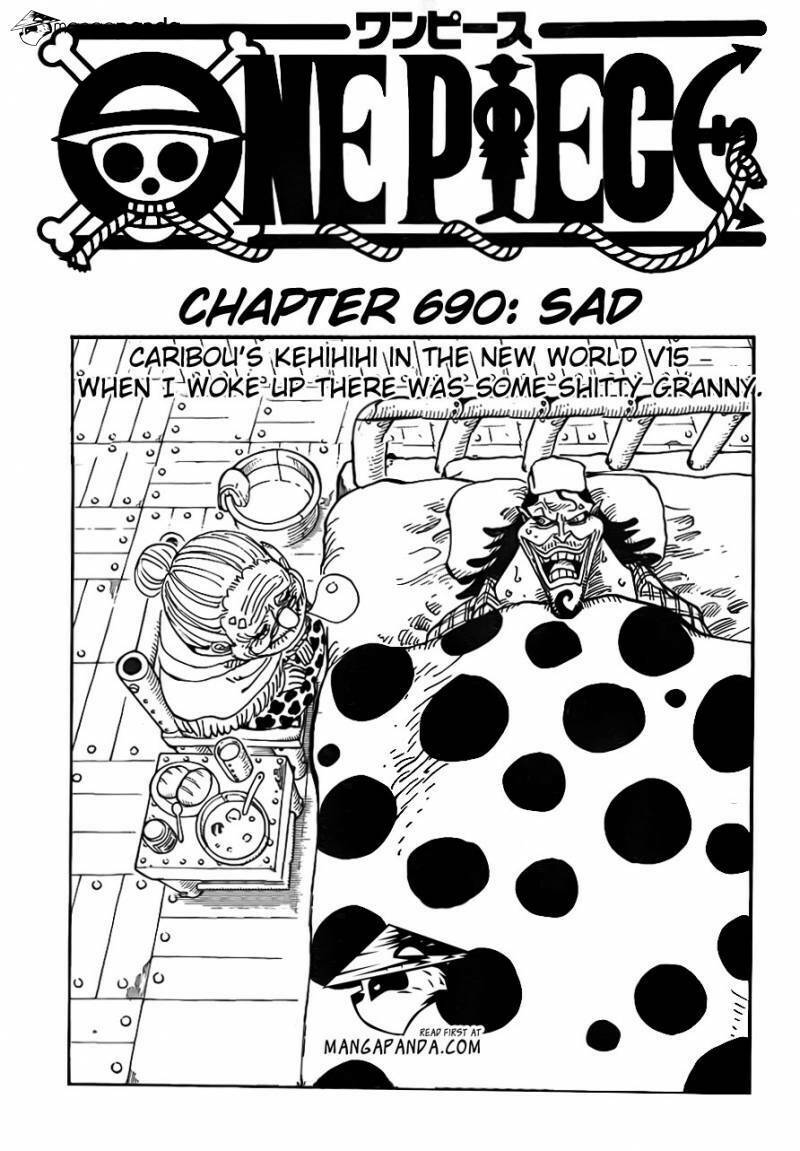 mangapanda
ワンピース
ONE PIECE
CHAPTER 690: SAD
CARIBOU'S KEHIHIHI IN THE NEW WORLD V15 -
WHEN I WOKE UP THERE WAS SOME SHITTY GRANNY.
READ FIRST AT
MANGAPANDA.COM